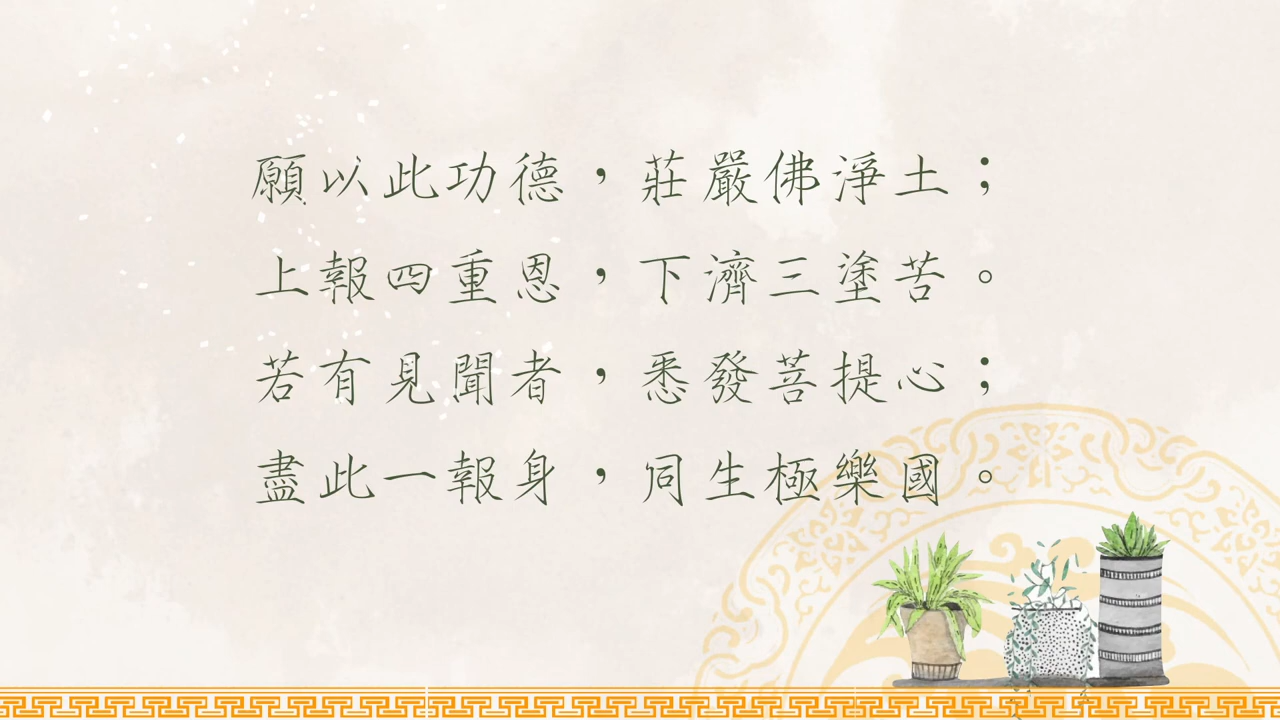 願以此功德，莊嚴佛淨土；
上報四重恩，下濟三塗苦。
若有見聞者，悉發菩提心；
盡此一報身，同生極樂國。